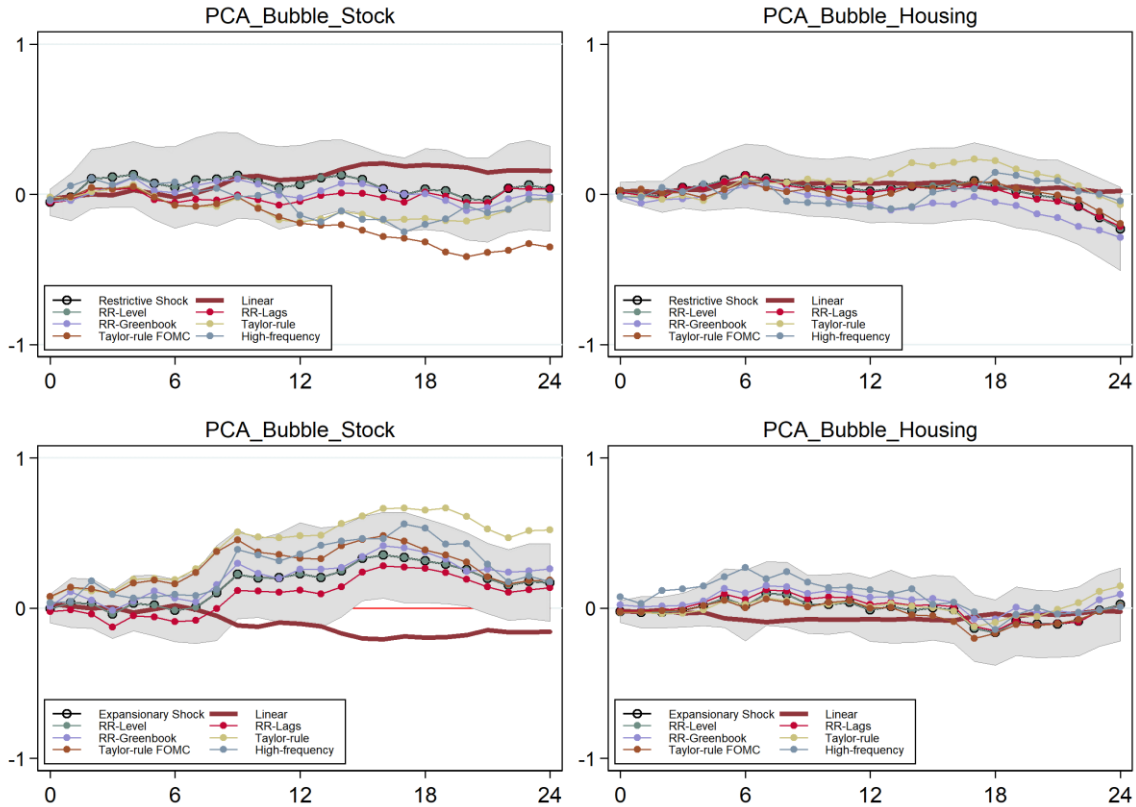 PCA_Bubble_Stock
1
0
-1
Restrictive Shock Linear
RR-Level RR-Lags
RR-Greenbook Taylor-rule
Taylor-rule FOMC High-frequency
0 6 12 18 24
PCA_Bubble_Housing
1
0
-1
Restrictive Shock Linear
RR-Level RR-Lags
RR-Greenbook Taylor-rule
Taylor-rule FOMC High-frequency
0 6 12 18 24
PCA_Bubble_Stock
1
0
-1
Expansionary Shock Linear
RR-Level RR-Lags
RR-Greenbook Taylor-rule
Taylor-rule FOMC High-frequency
0 6 12 18 24
PCA_Bubble_Housing
1
0
-1
Expansionary Shock Linear
RR-Level RR-Lags
RR-Greenbook Taylor-rule
Taylor-rule FOMC High-frequency
0 6 12 18 24